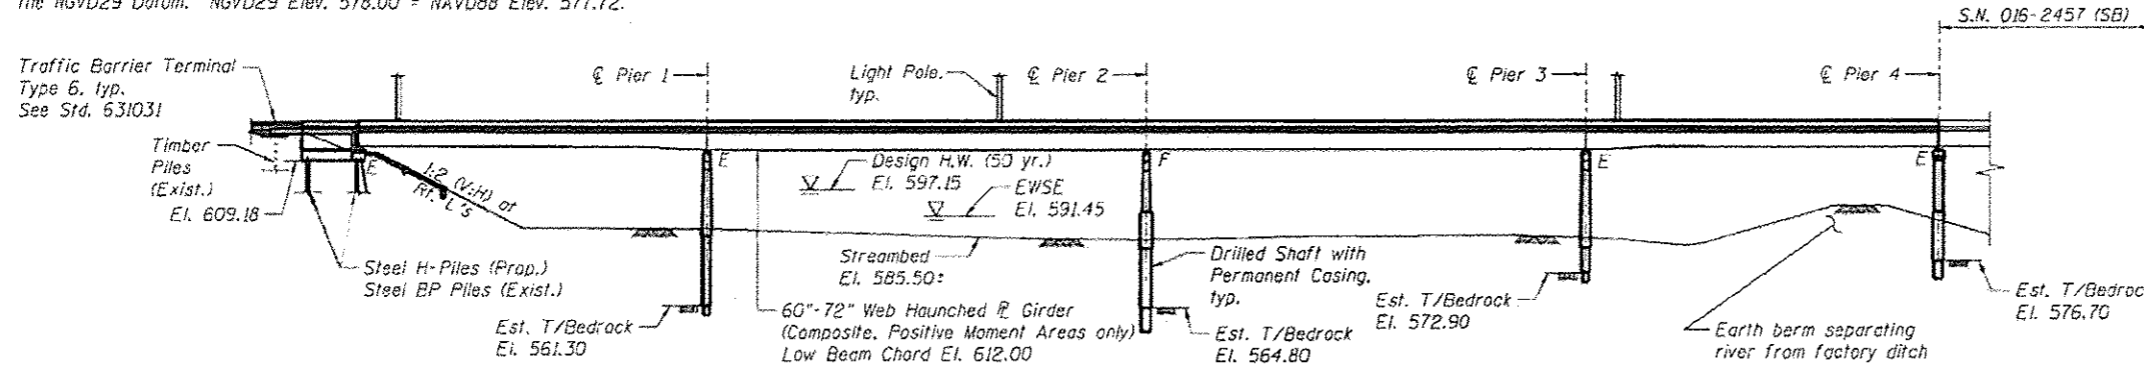 The NGVD29 Datum. NGVD29 Elev. 578.00 = NAVD88 Elev. 577.72.
S.N. 016-2457 (SB)
Traffic Barrier Terminal
Type 6, typ.
See Std. 631031
℄ Pier 1
Light Pole,
typ.
℄ Pier 2
℄ Pier 3
℄ Pier 4
Timber
Piles
(Exist.)
El. 609.18
E
1:2 (V:H) at
Rt. L's
E
Design H.W. (50 yr.)
El. 597.15
EWSE
El. 591.45
F
E
E
Steel H-Piles (Prop.)
Steel BP Piles (Exist.)
Streambed
El. 585.50±
Drilled Shaft with
Permanent Casing,
typ.
Est. T/Bedrock
El. 561.30
60"-72" Web Haunched ℄ Girder
(Composite, Positive Moment Areas only)
Low Beam Chord El. 612.00
Est. T/Bedrock
El. 564.80
Est. T/Bedrock
El. 572.90
Earth berm separating
river from factory ditch
Est. T/Bedroc
El. 576.70